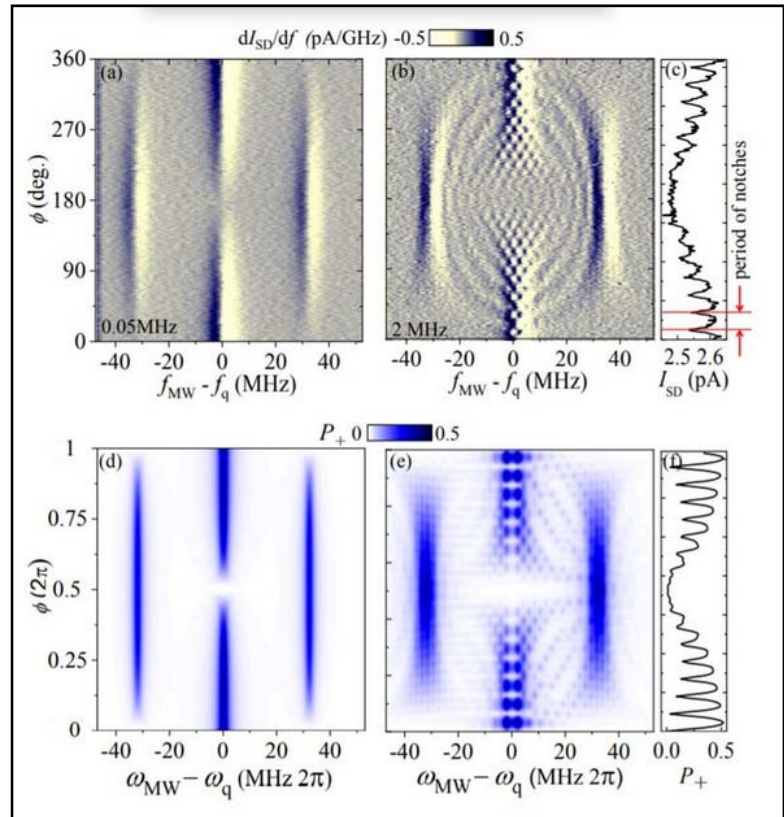 dI_SD/df (pA/GHz) -0.5 0.5
(a) (b) (c)
360
270
180
90
0
ϕ (deg.)
0.05MHz
2 MHz
period of notches
-40 -20 0 20 40
-40 -20 0 20 40
2.5 2.6
f_MW - f_q (MHz)
f_MW - f_q (MHz)
I_SD (pA)
P_+ 0 0.5
(d) (e) (f)
1
0.75
0.5
0.25
0
ϕ (2π)
-40 -20 0 20 40
-40 -20 0 20 40
0.0 0.5
ω_MW − ω_q (MHz 2π)
ω_MW − ω_q (MHz 2π)
P_+